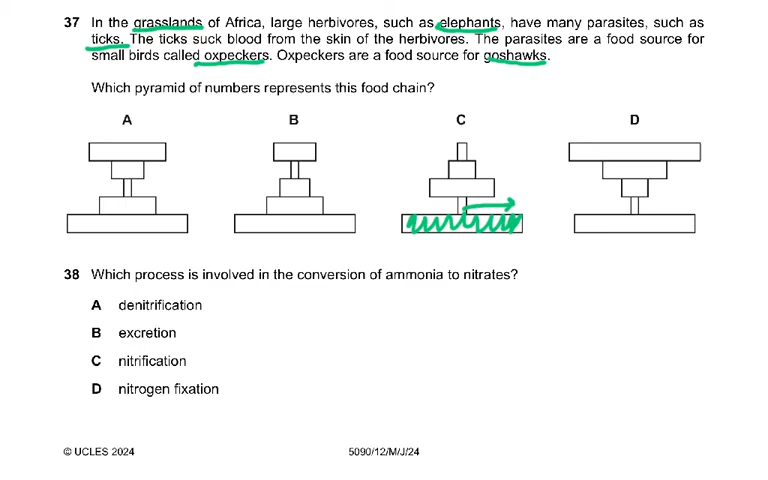 37 In the grasslands of Africa, large herbivores, such as elephants, have many parasites, such as
ticks. The ticks suck blood from the skin of the herbivores. The parasites are a food source for
small birds called oxpeckers. Oxpeckers are a food source for goshawks.
Which pyramid of numbers represents this food chain?
A B C D
38 Which process is involved in the conversion of ammonia to nitrates?
A denitrification
B excretion
C nitrification
D nitrogen fixation
© UCLES 2024 5090/12/M/J/24